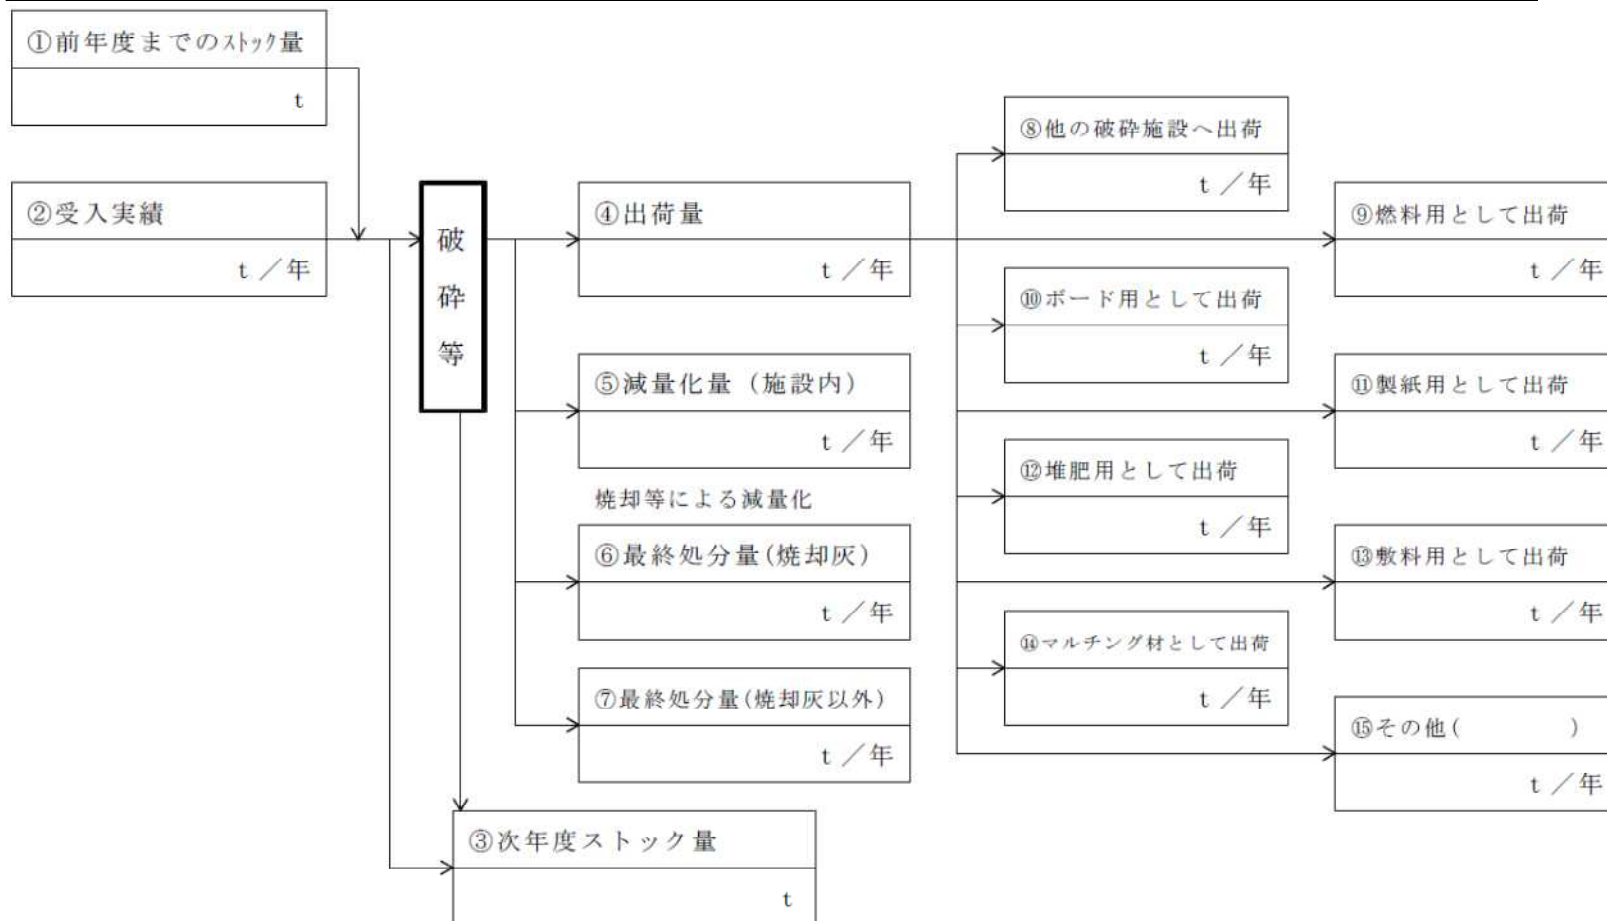 ①前年度までのｽﾄｯｸ量
t
②受入実績
t／年
破砕等
④出荷量
t／年
⑤減量化量（施設内）
t／年
焼却等による減量化
⑥最終処分量(焼却灰)
t／年
⑦最終処分量(焼却灰以外)
t／年
③次年度ストック量
t
⑧他の破砕施設へ出荷
t／年
⑨燃料用として出荷
t／年
⑩ボード用として出荷
t／年
⑪製紙用として出荷
t／年
⑫堆肥用として出荷
t／年
⑬敷料用として出荷
t／年
⑭マルチング材として出荷
t／年
⑮その他(　　　　)
t／年